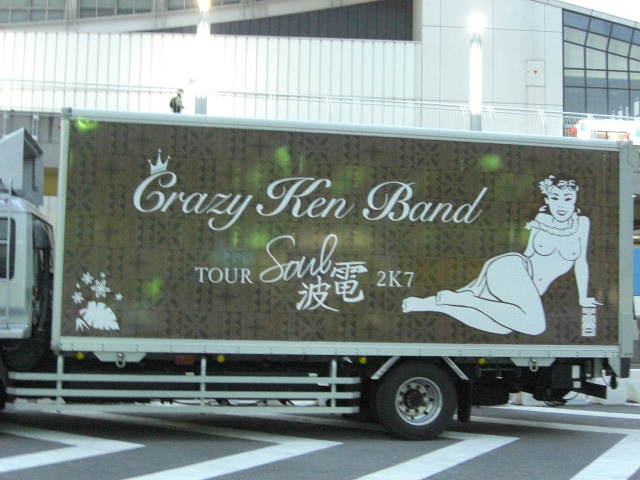 Crazy Ken Band
TOUR Soul 電波 2K7